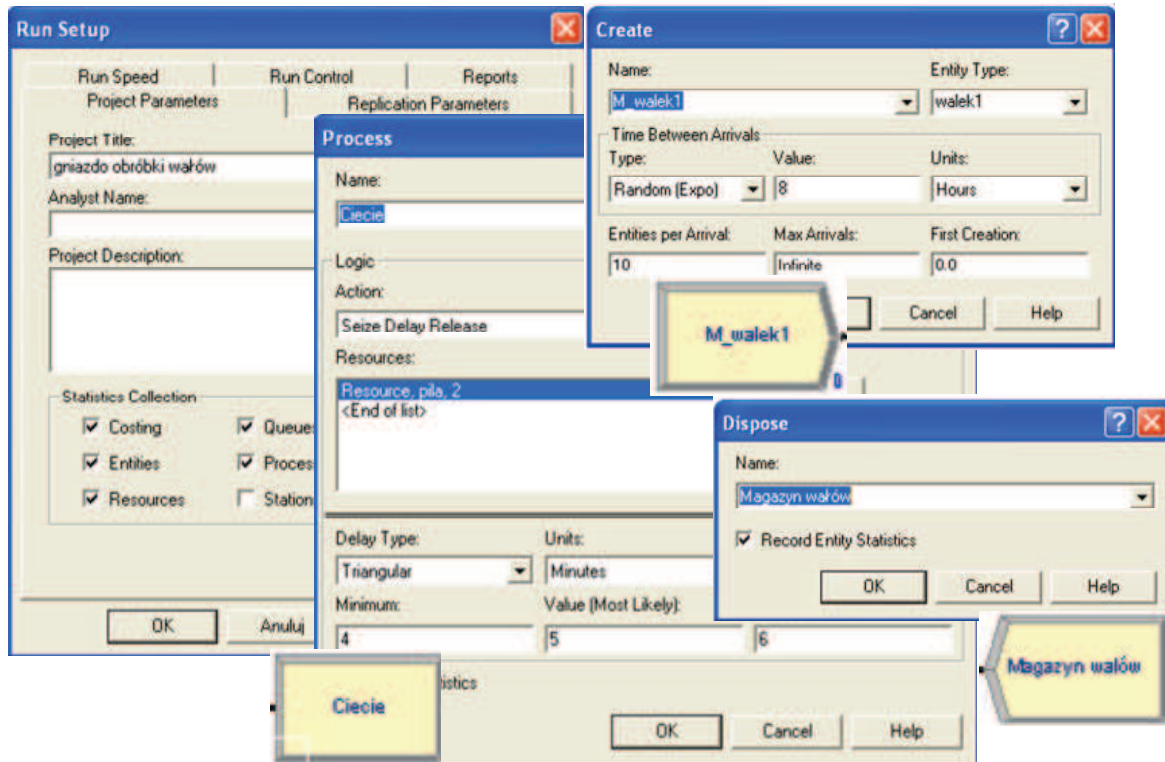 Run Setup
Run Speed Run Control Reports
Project Parameters Replication Parameters
Project Title:
gniazdo obróbki wałów
Analyst Name:
Project Description:
Statistics Collection
Costing Queues
Entities Proces
Resources Station
OK Anuluj
Process
Name:
Ciecie
Logic
Action:
Seize Delay Release
Resources:
Resource, pila, 2
<End of list>
Delay Type: Units:
Triangular Minutes
Minimum: Value (Most Likely):
4 5 6
istics
OK Cancel Help
Ciecie
Create
Name: Entity Type:
M_walek1 walek1
Time Between Arrivals
Type: Value: Units:
Random (Expo) 8 Hours
Entities per Arrival: Max Arrivals: First Creation:
10 Infinite 0.0
Cancel Help
M_walek1
0
Dispose
Name:
Magazyn wałów
Record Entity Statistics
OK Cancel Help
Magazyn wałów